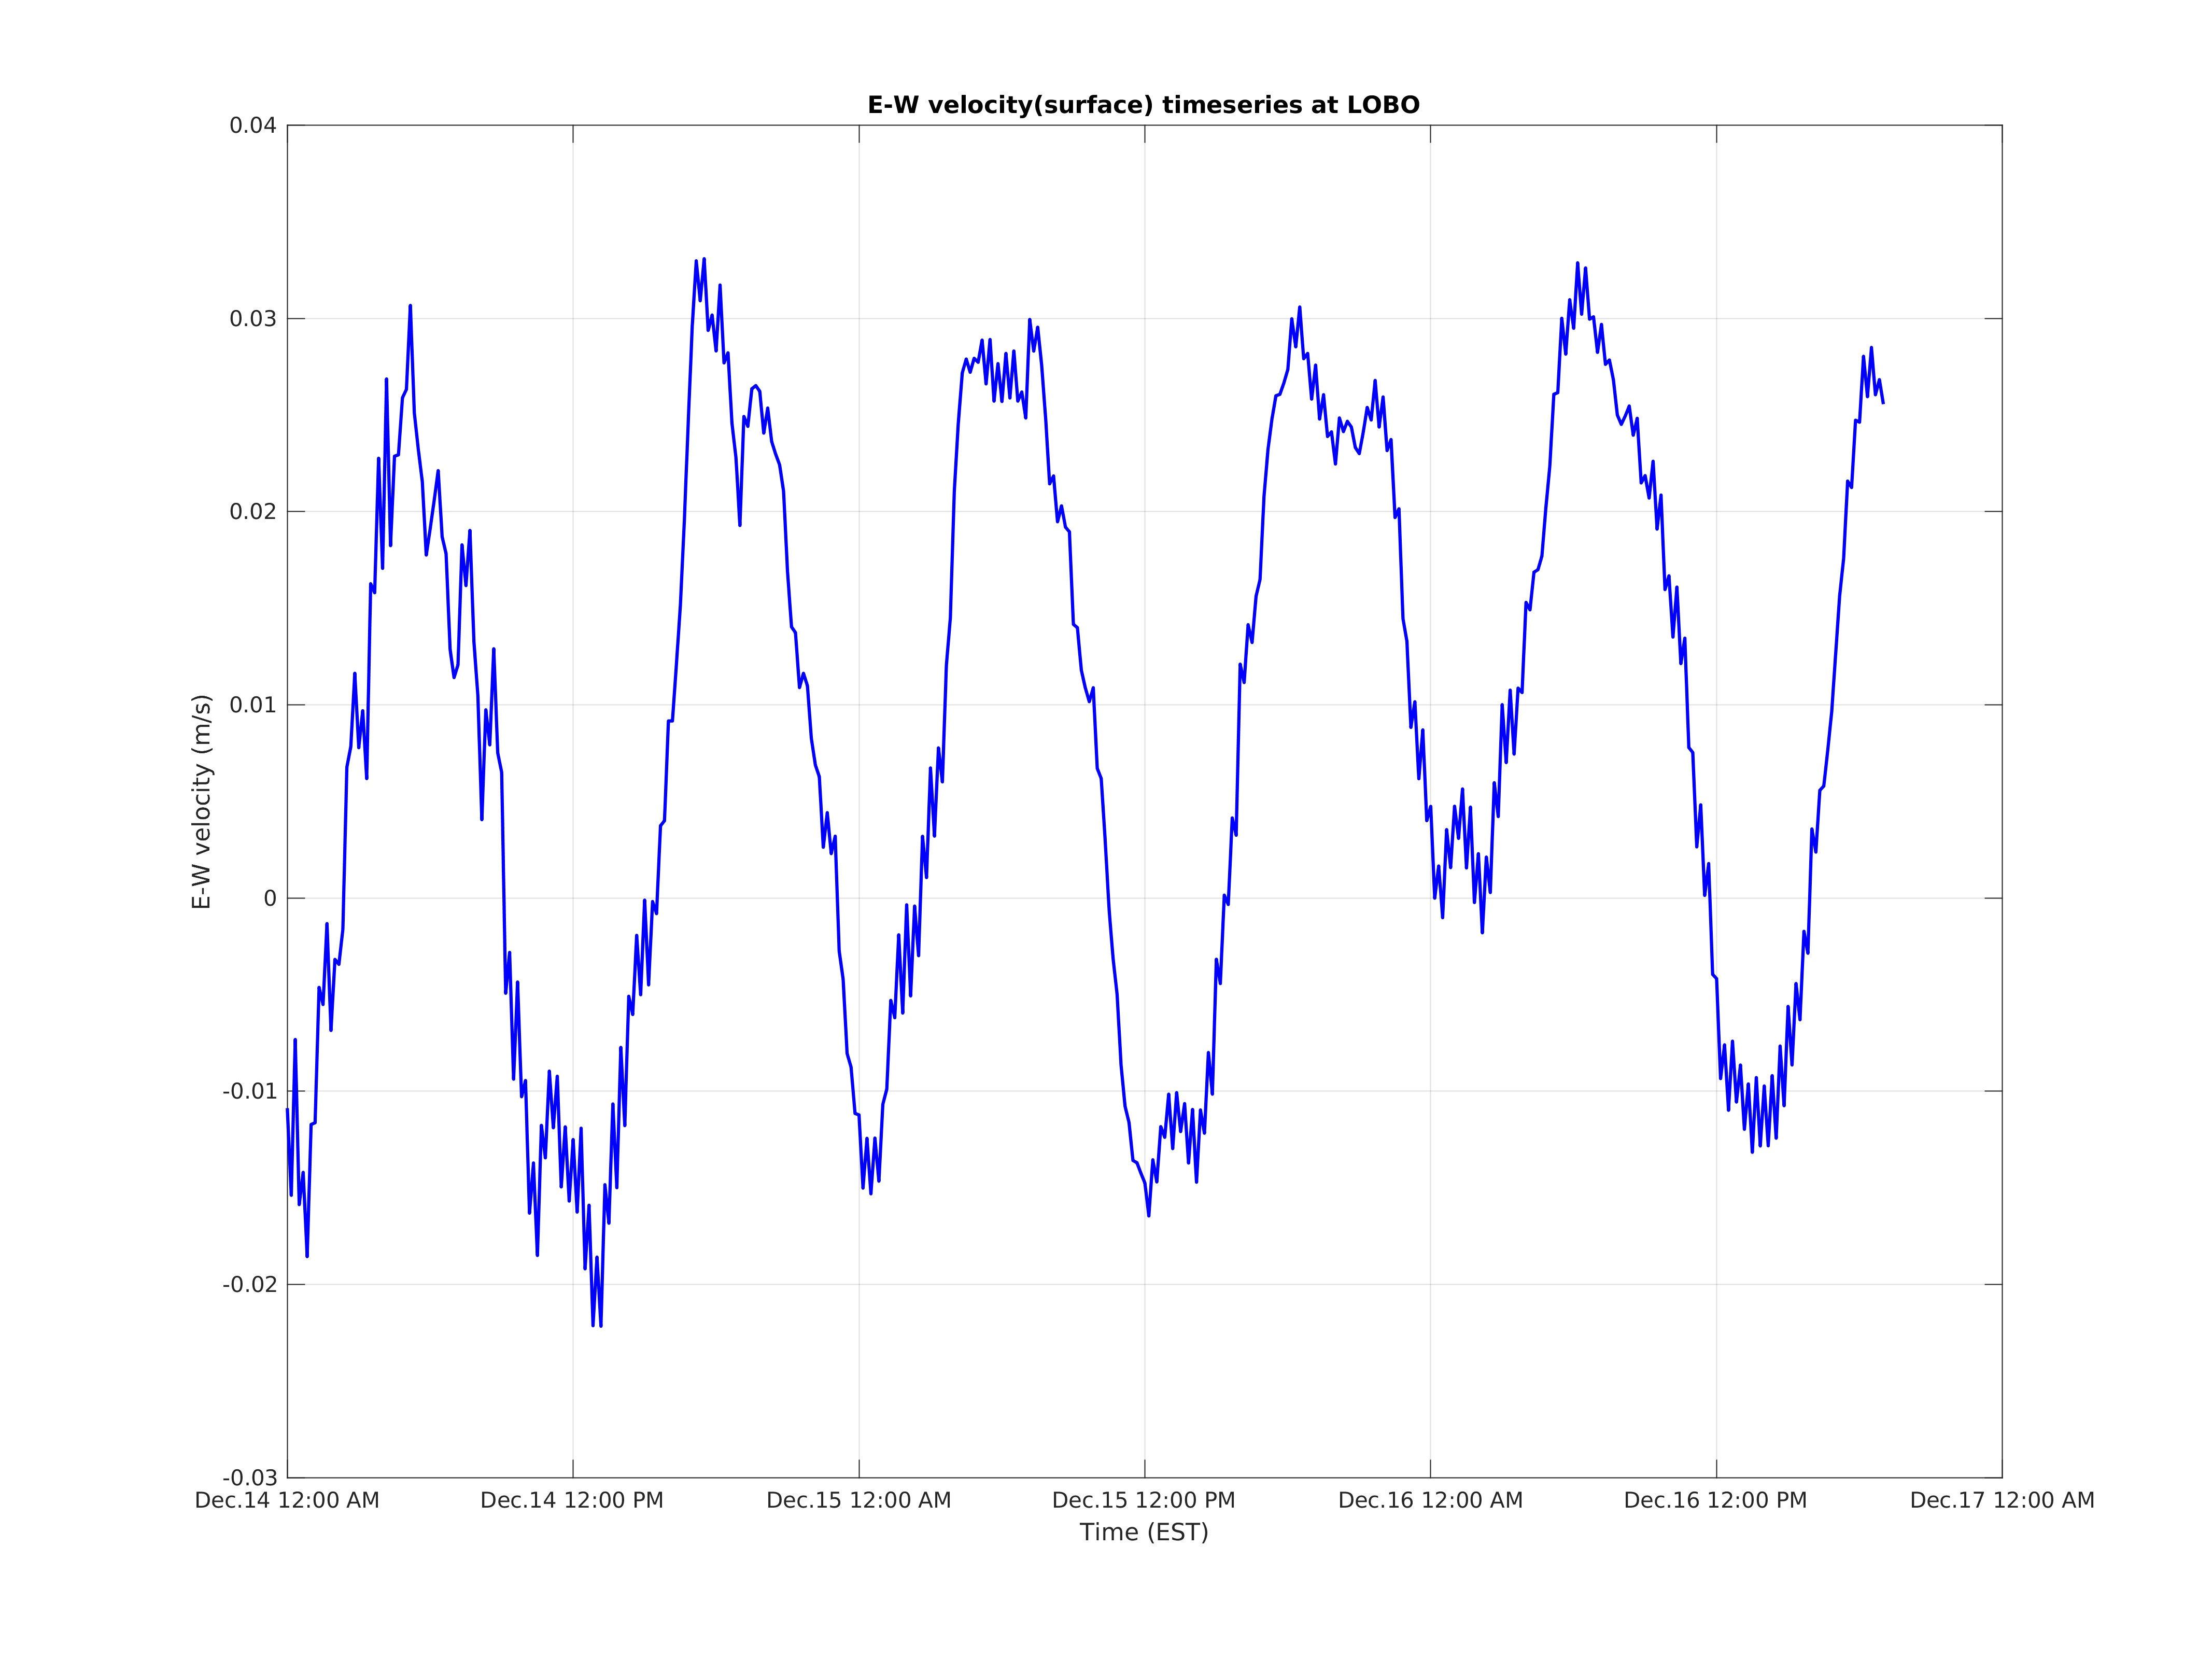 E-W velocity(surface) timeseries at LOBO
0.04
0.03
0.02
0.01
0
-0.01
-0.02
-0.03
E-W velocity (m/s)
Dec.14 12:00 AM
Dec.14 12:00 PM
Dec.15 12:00 AM
Dec.15 12:00 PM
Dec.16 12:00 AM
Dec.16 12:00 PM
Dec.17 12:00 AM
Time (EST)